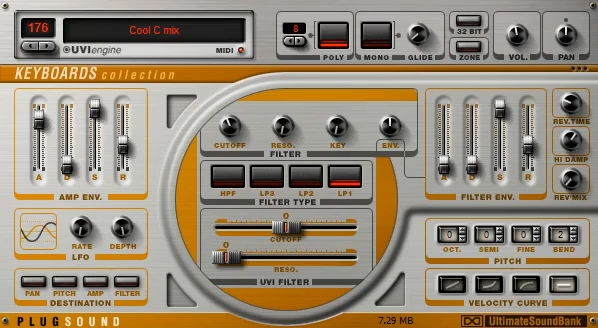 176
Cool C mix
UVIengine
MIDI
8
POLY
MONO
GLIDE
32 BIT
ZONE
VOL.
PAN
KEYBOARDS collection
A D S R
AMP ENV.
CUTOFF RESO. KEY ENV.
FILTER
HPF LP3 LP2 LP1
FILTER TYPE
0
CUTOFF
0
RESO.
UVI FILTER
A D S R
FILTER ENV.
REV.TIME
HI DAMP
REV'MIX
RATE DEPTH
LFO
PAN PITCH AMP FILTER
DESTINATION
0 0 0 2
OCT. SEMI FINE BEND
PITCH
VELOCITY CURVE
PLUGSOUND
7.29 MB
UltimateSoundBank